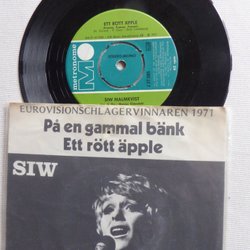 ETT RÖTT ÄPPLE
metronome
M
SIW MALMKVIST
EUROVISIONSCHLAGERVINNAREN 1971
På en gammal bänk
Ett rött äpple
SIW